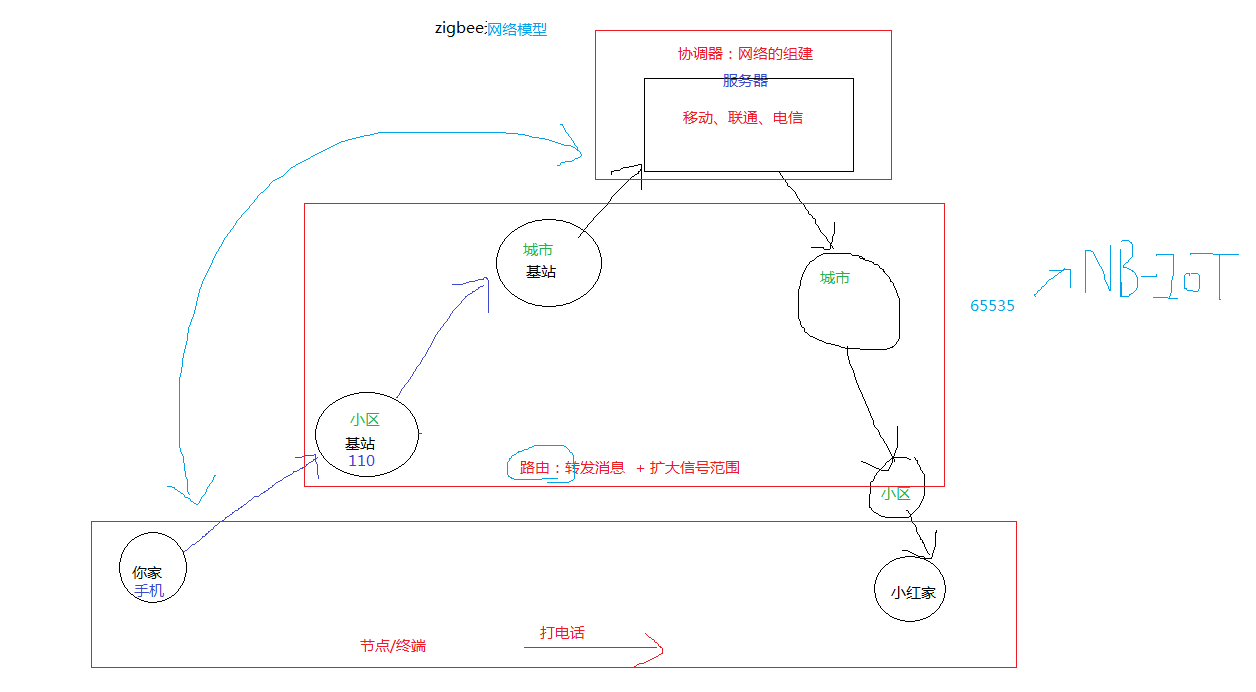 zigbee:网络模型
协调器：网络的组建
服务器
移动、联通、电信
城市
基站
城市
NB-IoT
65535
小区
基站
110
路由：转发消息 + 扩大信号范围
小区
你家
手机
小红家
打电话
节点/终端